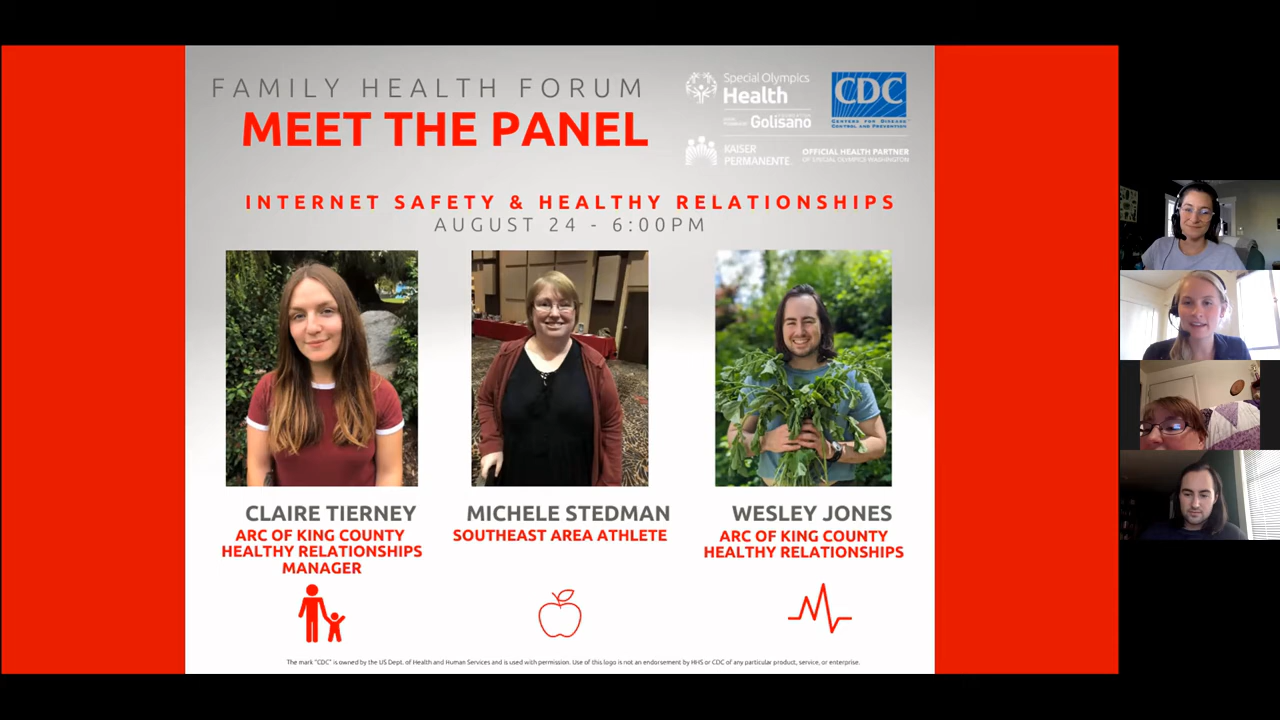 FAMILY HEALTH FORUM
MEET THE PANEL
Special Olympics
Health
Golisano
CDC
CENTERS FOR DISEASE
CONTROL AND PREVENTION
KAISER
PERMANENTE.
OFFICIAL HEALTH PARTNER
OF SPECIAL OLYMPICS WASHINGTON
INTERNET SAFETY & HEALTHY RELATIONSHIPS
AUGUST 24 - 6:00PM
CLAIRE TIERNEY
ARC OF KING COUNTY
HEALTHY RELATIONSHIPS
MANAGER
MICHELE STEDMAN
SOUTHEAST AREA ATHLETE
WESLEY JONES
ARC OF KING COUNTY
HEALTHY RELATIONSHIPS
The mark "CDC" is owned by the US Dept. of Health and Human Services and is used with permission. Use of this logo is not an endorsement by HHS or CDC of any particular product, service, or enterprise.